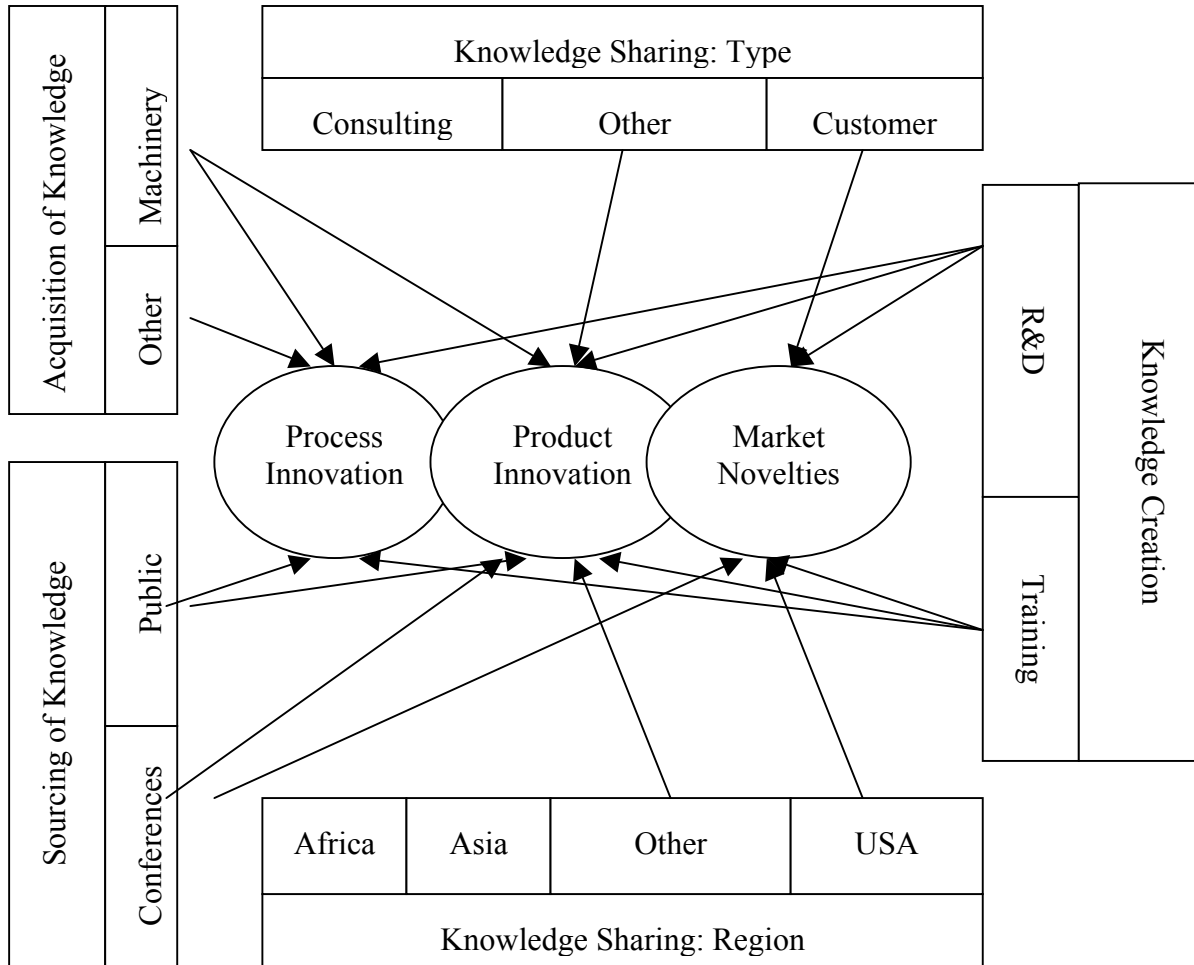 Knowledge Sharing: Type
Consulting
Other
Customer
Acquisition of Knowledge
Machinery
Other
R&D
Training
Knowledge Creation
Process
Innovation
Product
Innovation
Market
Novelties
Sourcing of Knowledge
Public
Conferences
Africa
Asia
Other
USA
Knowledge Sharing: Region